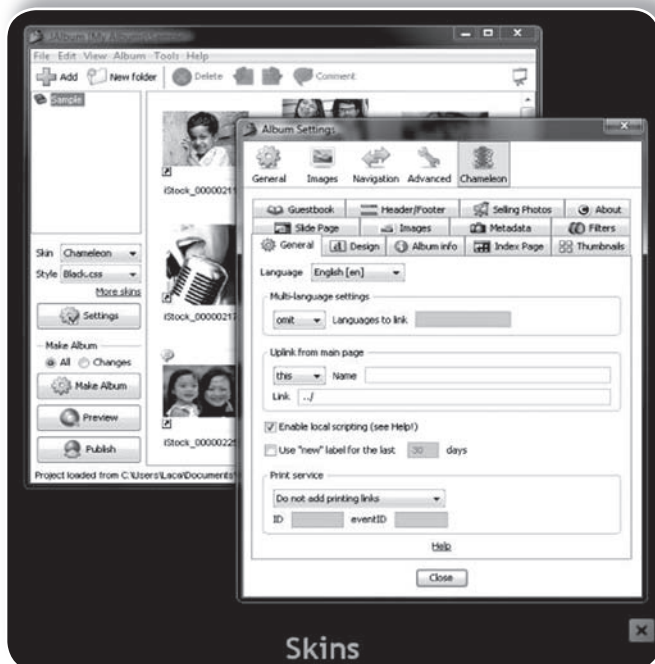 JAlbum [My Albums\Sample]
File Edit View Album Tools Help
Add New folder Delete Comment
Sample
Skin Chameleon
Style Black.css
More skins
Settings
Make Album
All Changes
Make Album
Preview
Publish
iStock_0000021
iStock_0000021
iStock_0000022
Project loaded from C:\Users\Laca\Documents\
Album Settings
General Images Navigation Advanced Chameleon
Guestbook Header/Footer Selling Photos About
Slide Page Images Metadata Filters
General Design Album info Index Page Thumbnails
Language English [en]
Multi-language settings
omit Languages to link
Uplink from main page
this Name
Link ../
Enable local scripting (see Help!)
Use "new" label for the last 30 days
Print service
Do not add printing links
ID eventID
Help
Close
Skins